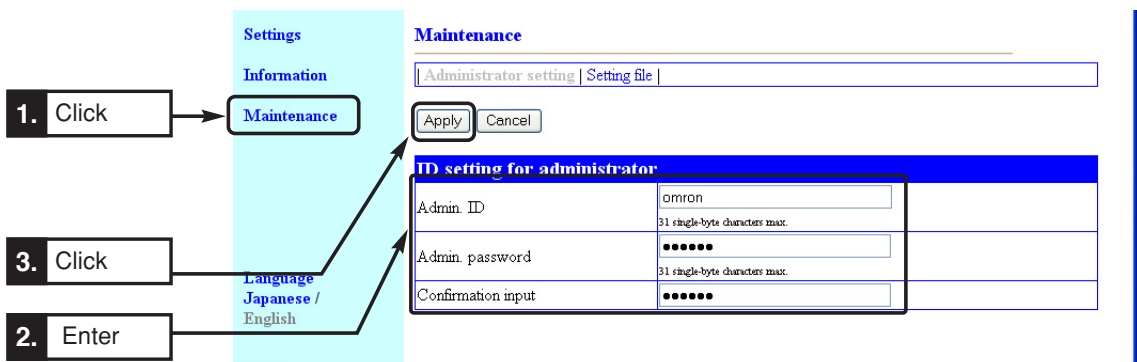 Settings
Information
Maintenance
Language
Japanese /
English
1. Click
3. Click
2. Enter
Maintenance
| Administrator setting | Setting file |
Apply Cancel
ID setting for administrator
Admin. ID omron
31 single-byte characters max.
Admin. password ●●●●●●
31 single-byte characters max.
Confirmation input ●●●●●●